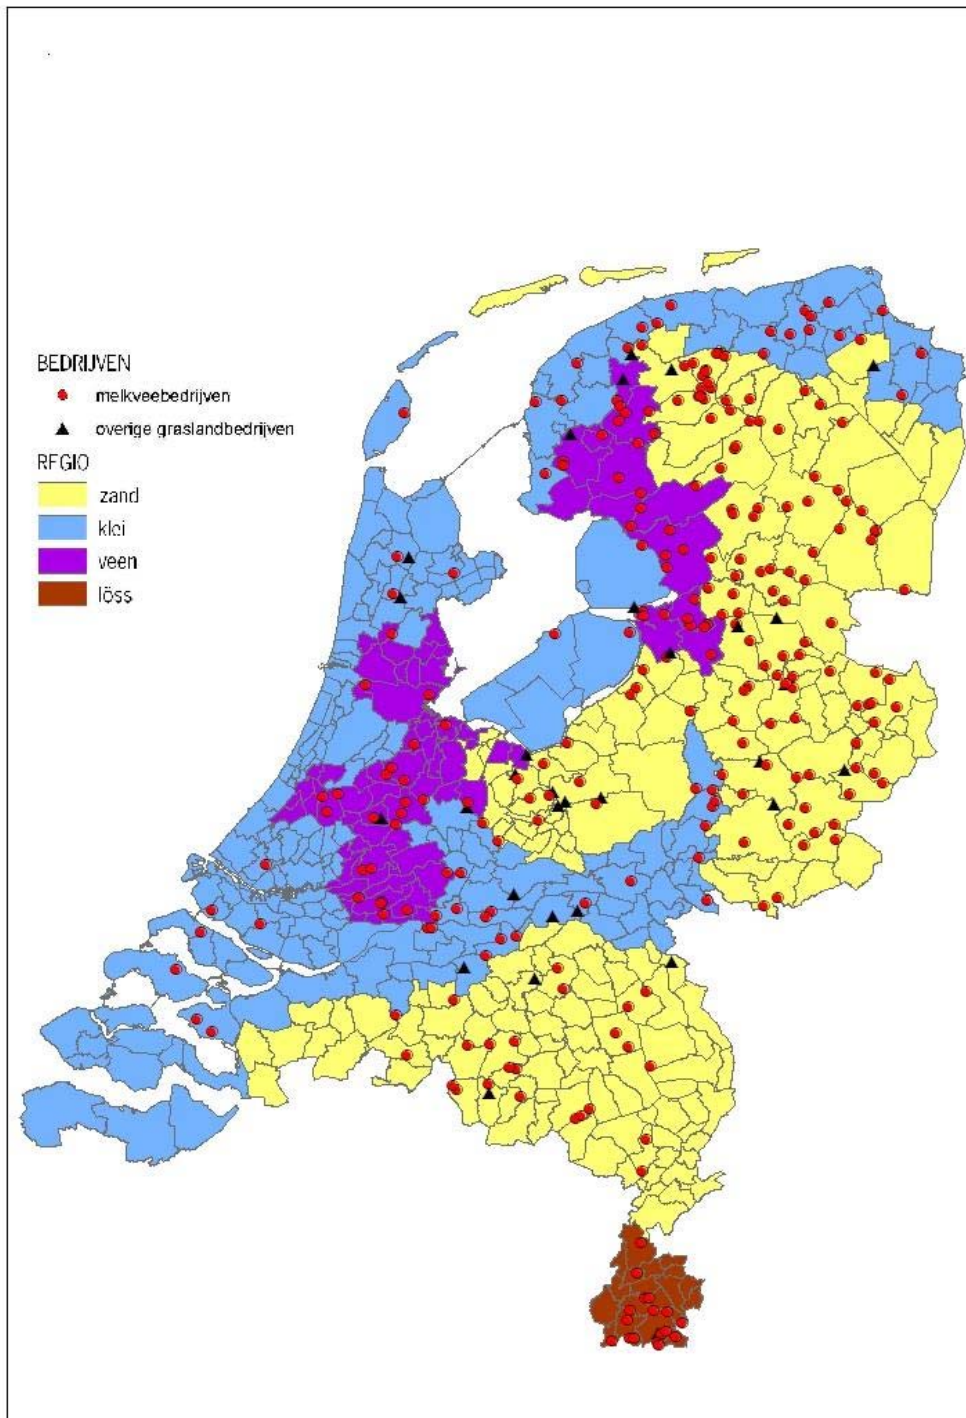 BEDRIJVEN
melkveebedrijven
overige graslandbedrijven
REGIO
zand
klei
veen
löss